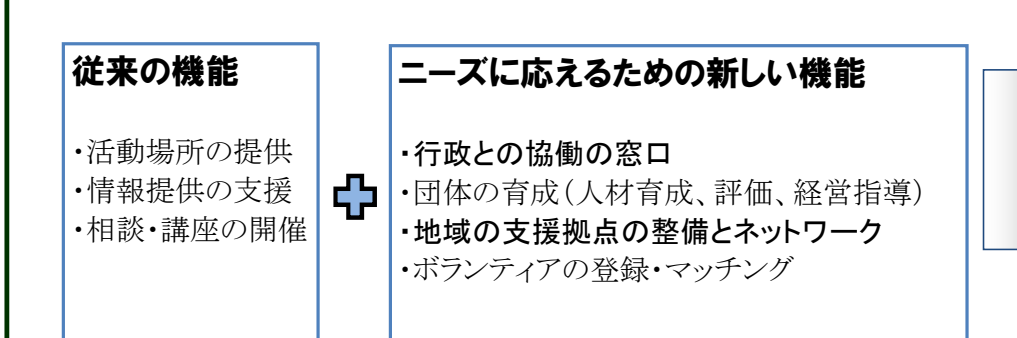 従来の機能
・活動場所の提供
・情報提供の支援
・相談・講座の開催
ニーズに応えるための新しい機能
・行政との協働の窓口
・団体の育成（人材育成、評価、経営指導）
・地域の支援拠点の整備とネットワーク
・ボランティアの登録・マッチング